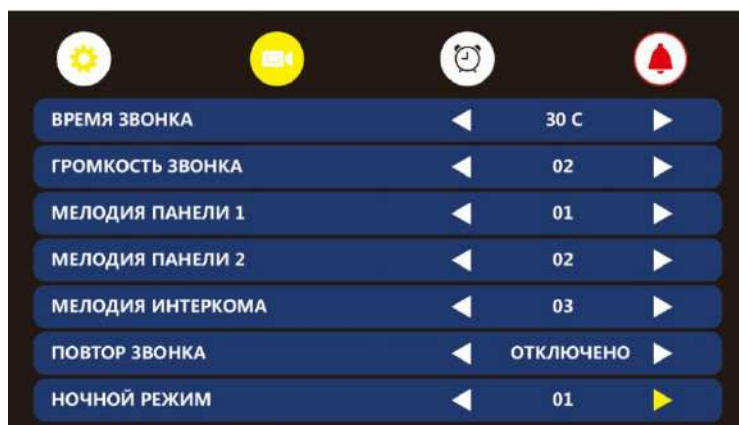 ВРЕМЯ ЗВОНКА 30 С
ГРОМКОСТЬ ЗВОНКА 02
МЕЛОДИЯ ПАНЕЛИ 1 01
МЕЛОДИЯ ПАНЕЛИ 2 02
МЕЛОДИЯ ИНТЕРКОМА 03
ПОВТОР ЗВОНКА ОТКЛЮЧЕНО
НОЧНОЙ РЕЖИМ 01